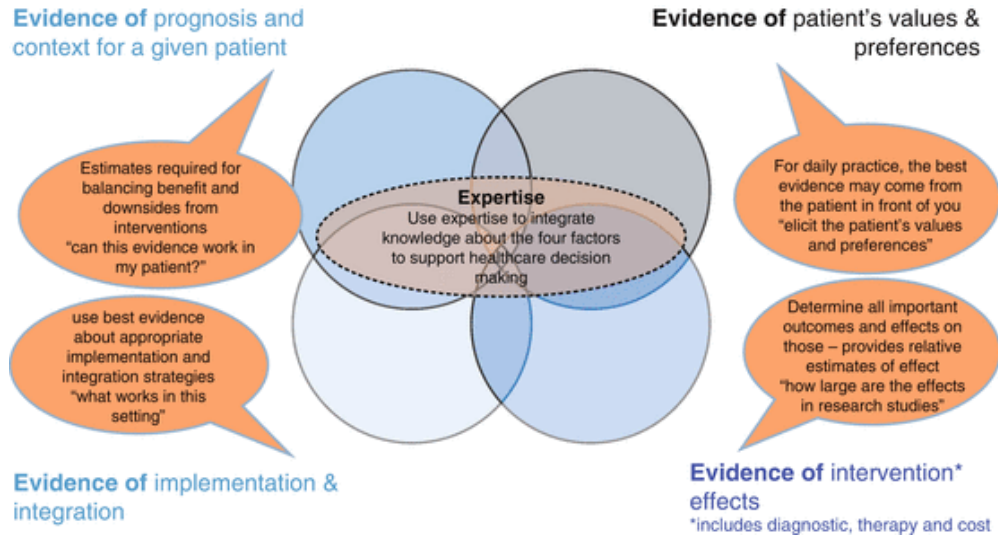 Evidence of prognosis and
context for a given patient
Evidence of patient's values &
preferences
Estimates required for
balancing benefit and
downsides from
interventions
“can this evidence work in
my patient?”
Expertise
Use expertise to integrate
knowledge about the four factors
to support healthcare decision
making
For daily practice, the best
evidence may come from
the patient in front of you
“elicit the patient's values
and preferences”
use best evidence
about appropriate
implementation and
integration strategies
“what works in this
setting”
Determine all important
outcomes and effects on
those – provides relative
estimates of effect
“how large are the effects
in research studies”
Evidence of implementation &
integration
Evidence of intervention*
effects
*includes diagnostic, therapy and cost